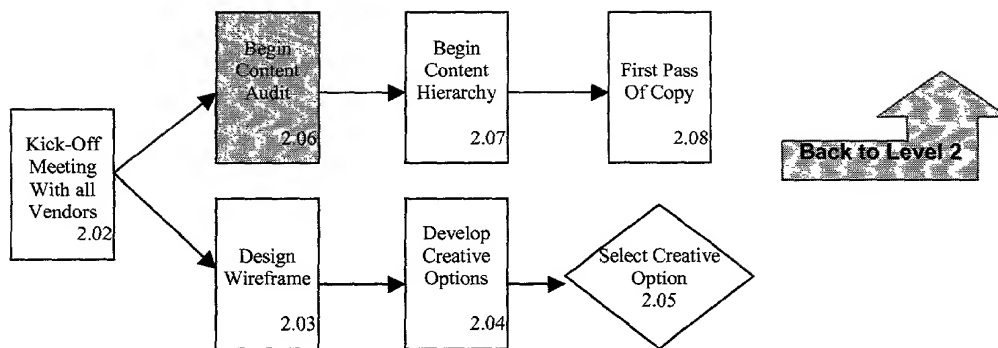 Begin
Content
Audit
2.06
Begin
Content
Hierarchy
2.07
First Pass
Of Copy
2.08
Kick-Off
Meeting
With all
Vendors
2.02
Back to Level 2
Design
Wireframe
2.03
Develop
Creative
Options
2.04
Select Creative
Option
2.05